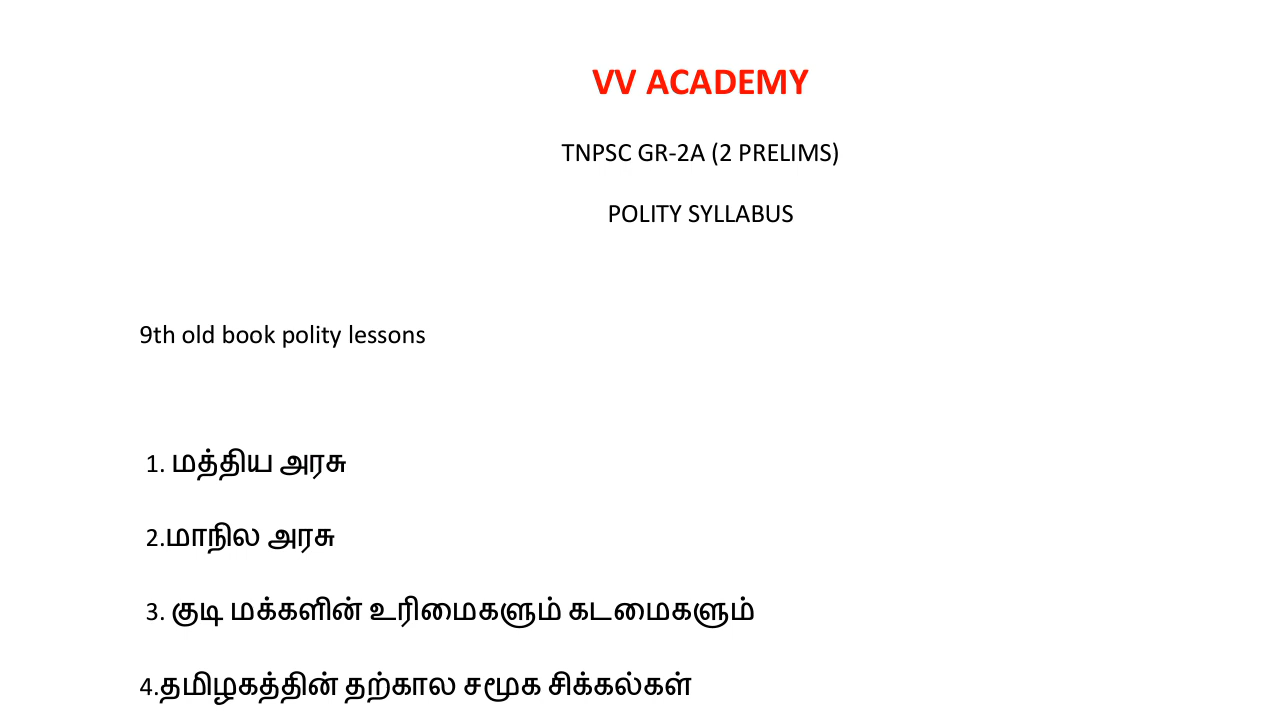 VV ACADEMY
TNPSC GR-2A (2 PRELIMS)
POLITY SYLLABUS
9th old book polity lessons
1. மத்திய அரசு
2.மாநில அரசு
3. குடி மக்களின் உரிமைகளும் கடமைகளும்
4.தமிழகத்தின் தற்கால சமூக சிக்கல்கள்